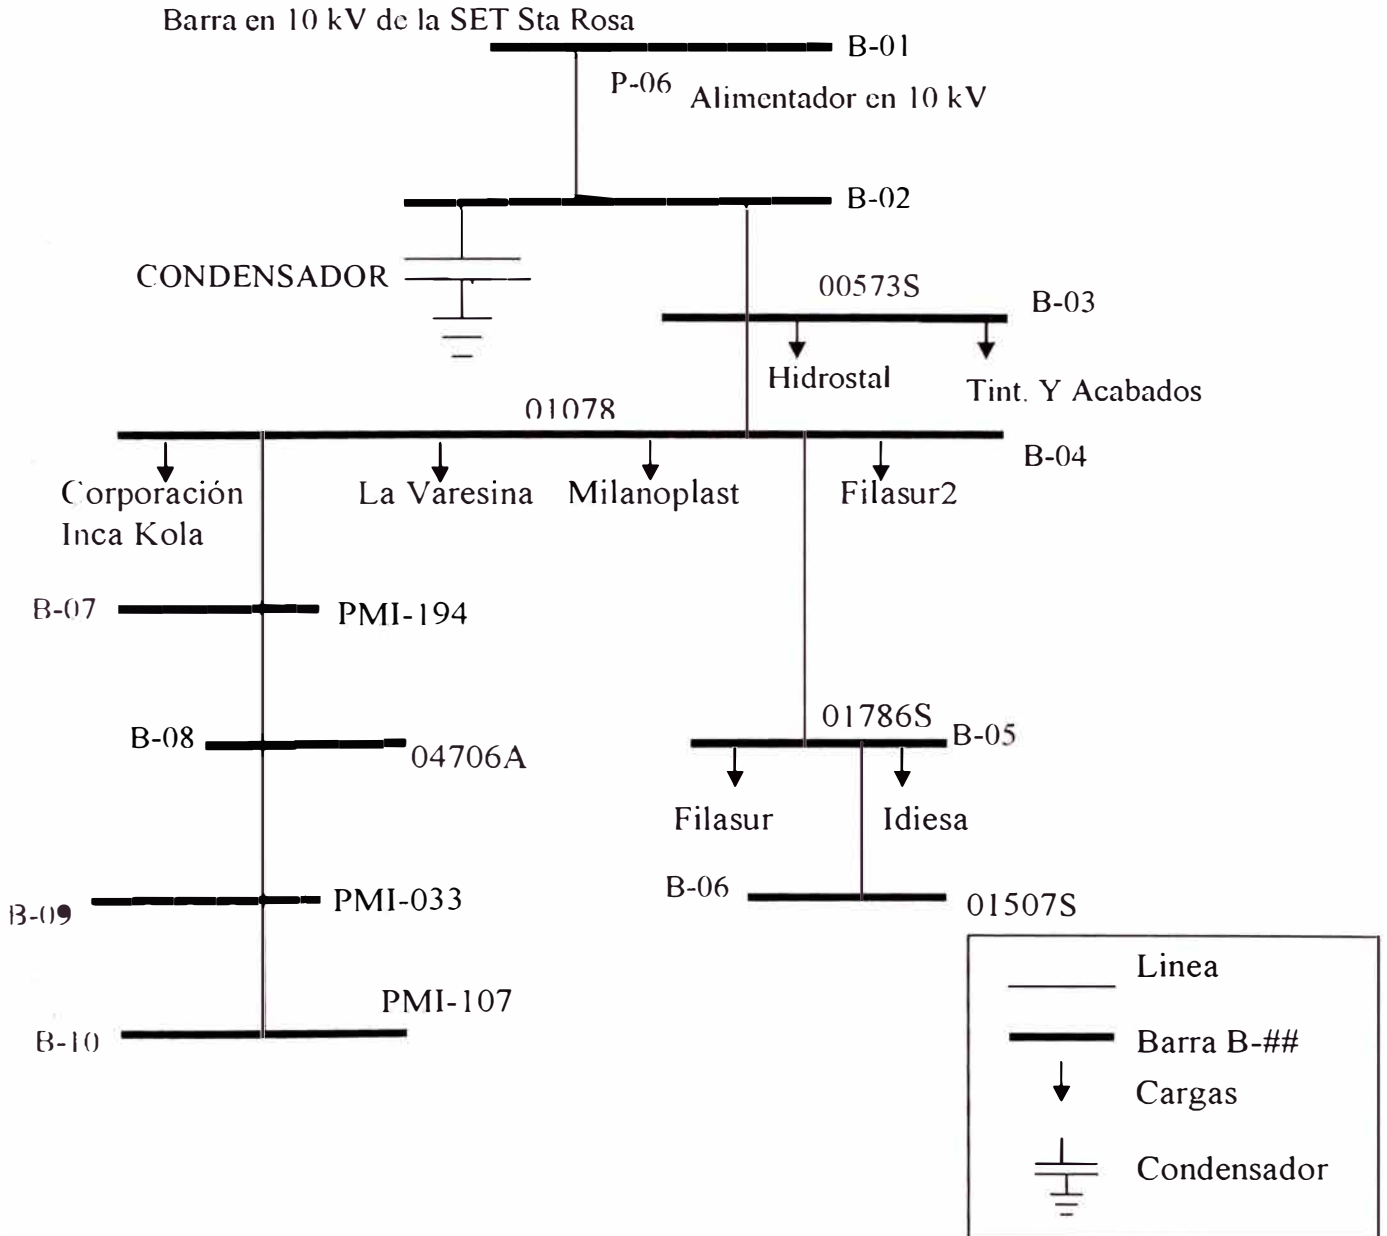 Barra en 10 kV de la SET Sta Rosa
B-01
P-06
Alimentador en 10 kV
B-02
CONDENSADOR
00573S
B-03
Hidrostal
Tint. Y Acabados
01078
B-04
Corporación
Inca Kola
La Varesina
Milanoplast
Filasur2
B-07
PMI-194
B-08
04706A
01786S
B-05
Filasur
Idiesa
B-09
PMI-033
B-06
01507S
PMI-107
B-10
Linea
Barra B-##
Cargas
Condensador